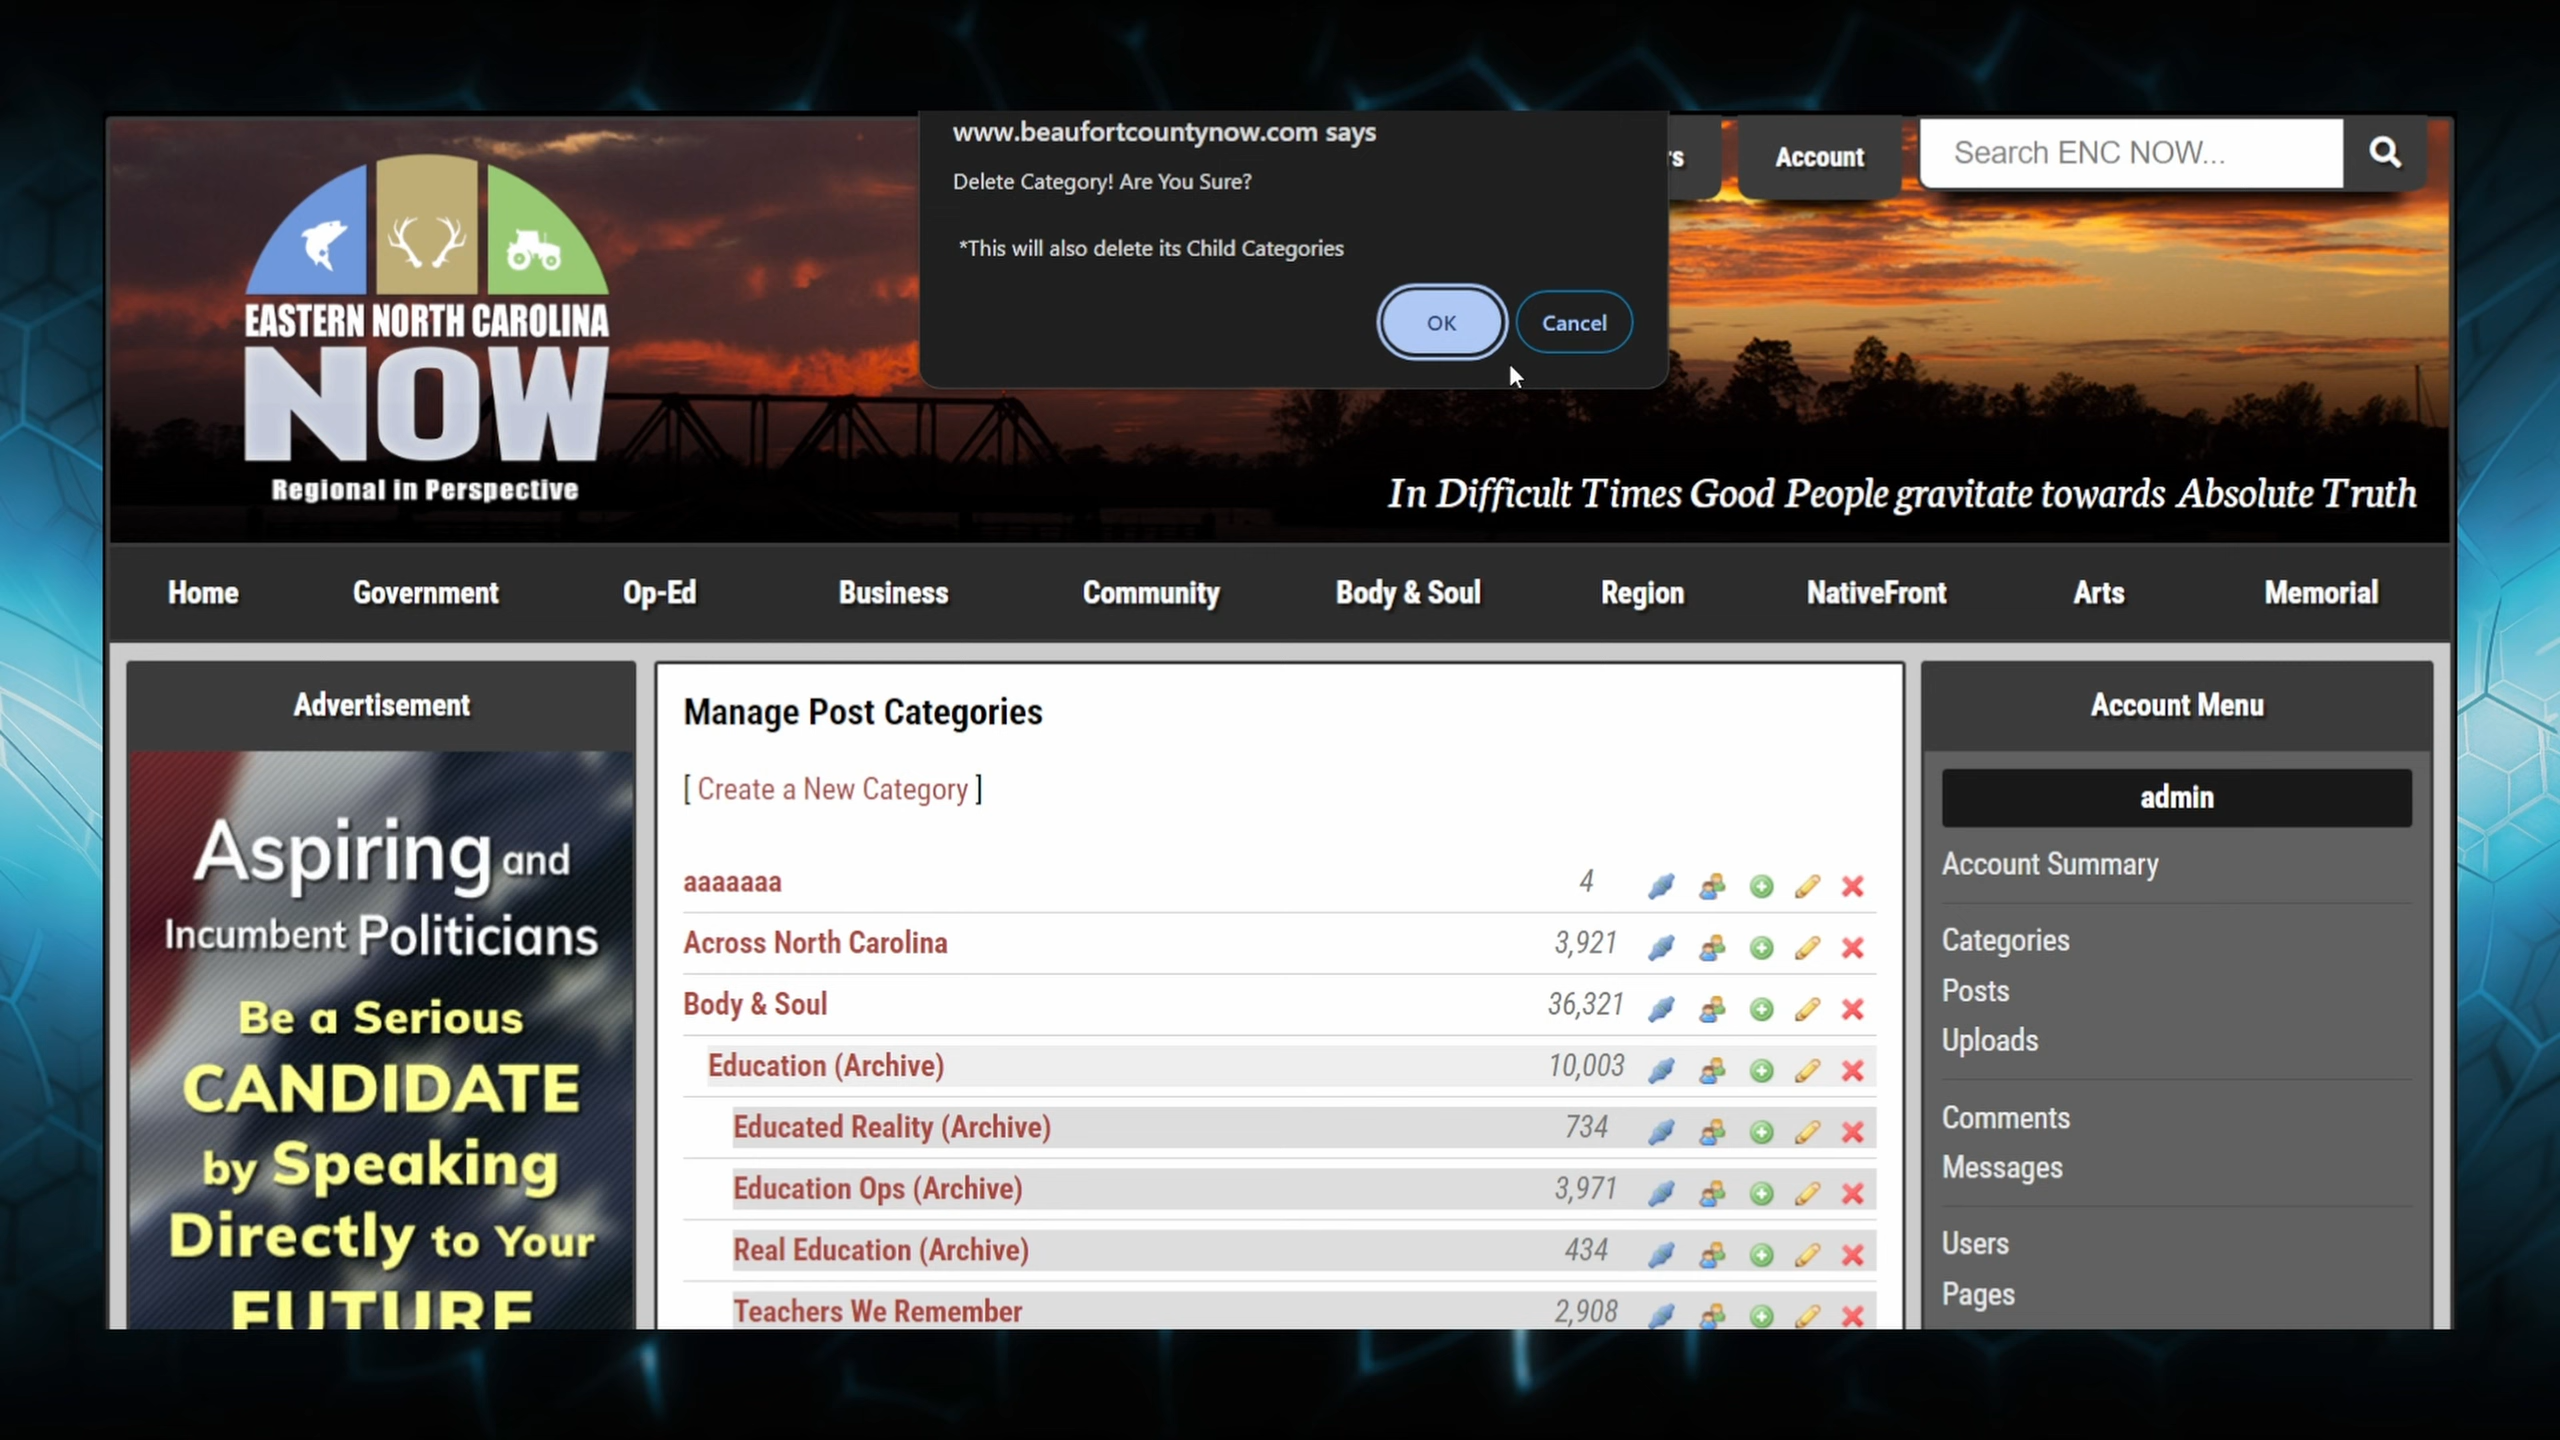 www.beaufortcountynow.com says
Delete Category! Are You Sure?
*This will also delete its Child Categories
OK
Cancel
rs
Account
Search ENC NOW...
EASTERN NORTH CAROLINA
NOW
Regional in Perspective
In Difficult Times Good People gravitate towards Absolute Truth
Home
Government
Op-Ed
Business
Community
Body & Soul
Region
NativeFront
Arts
Memorial
Advertisement
Aspiring and
Incumbent Politicians
Be a Serious
CANDIDATE
by Speaking
Directly to Your
FUTURE
Manage Post Categories
[ Create a New Category ]
aaaaaaa 4
Across North Carolina 3,921
Body & Soul 36,321
Education (Archive) 10,003
Educated Reality (Archive) 734
Education Ops (Archive) 3,971
Real Education (Archive) 434
Teachers We Remember 2,908
Account Menu
admin
Account Summary
Categories
Posts
Uploads
Comments
Messages
Users
Pages